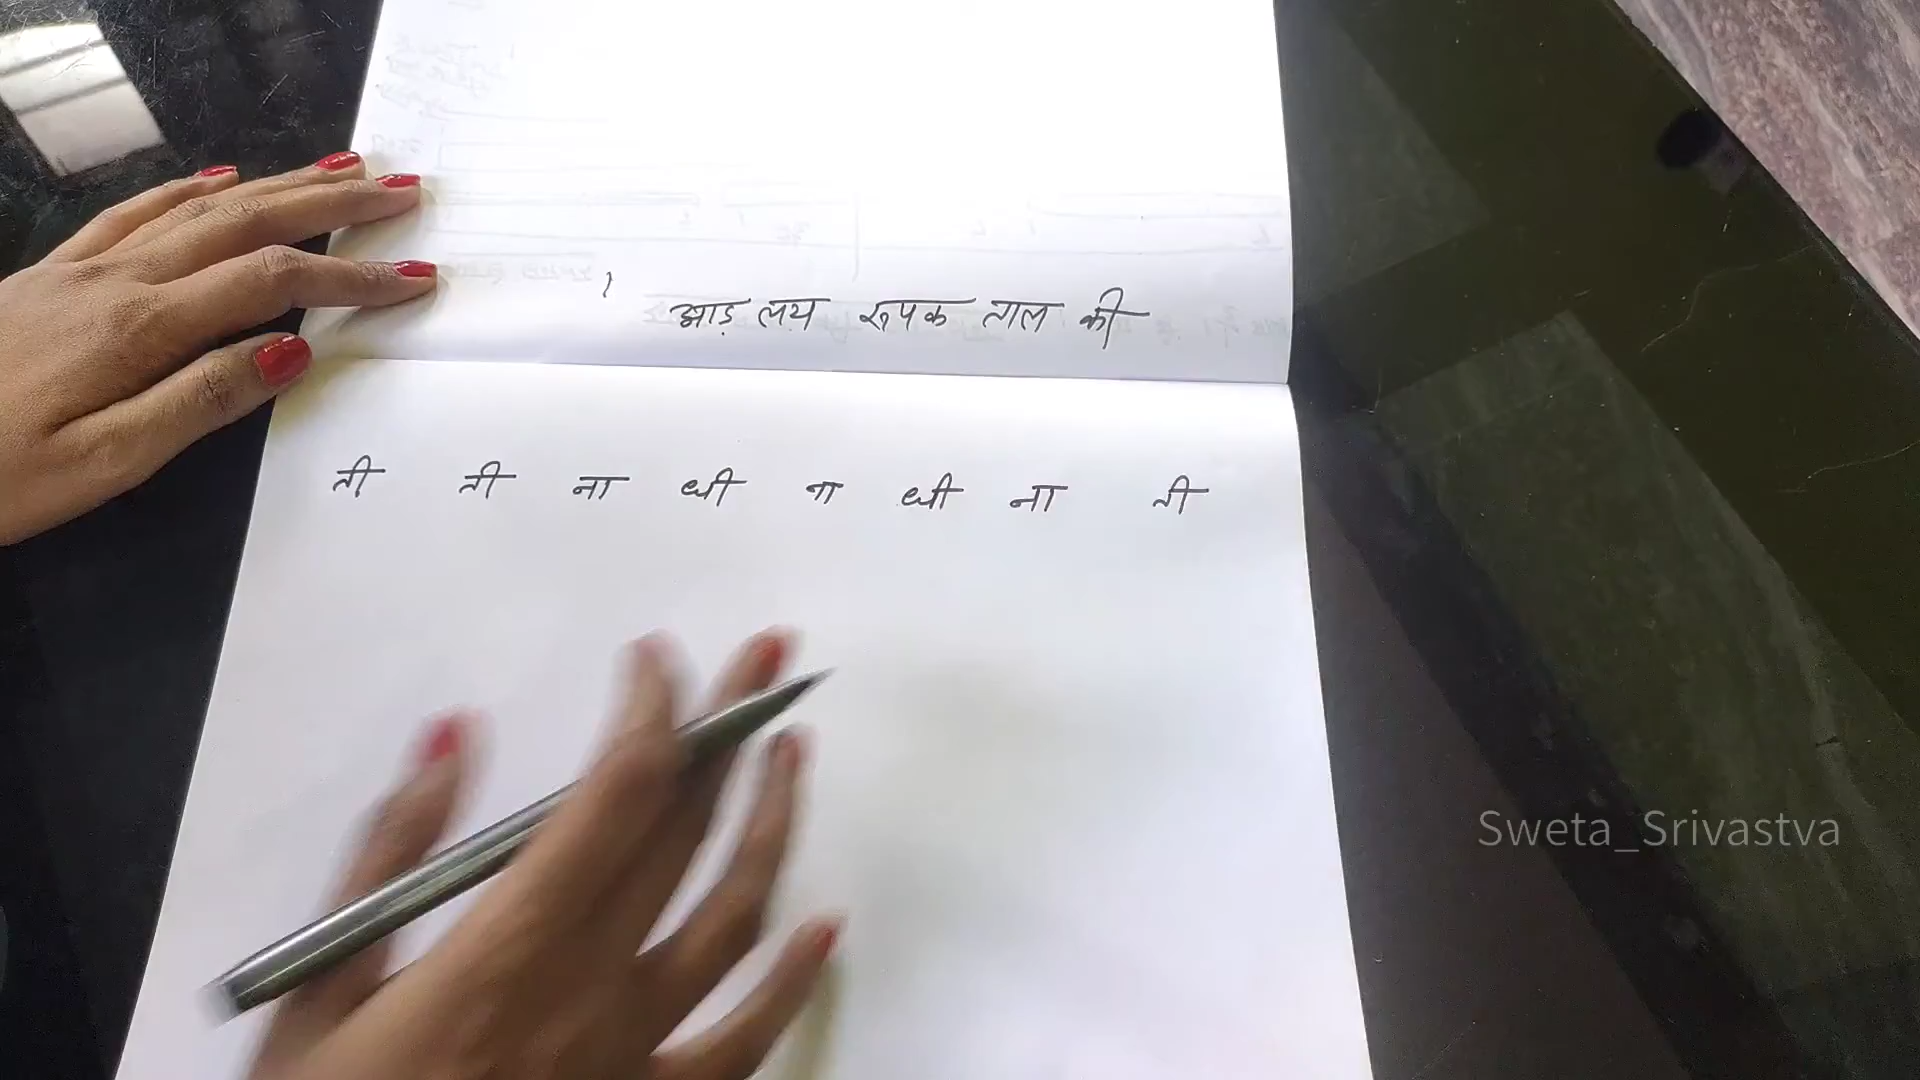 आड़ लय रूपक ताल की
ती ती ना धी ना धी ना ती
Sweta_Srivastva